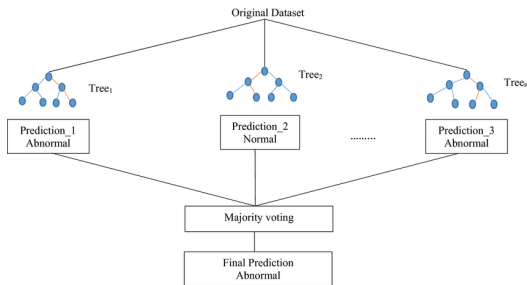 Original Dataset
Tree1
Tree2
Treen
Prediction_1
Abnormal
Prediction_2
Normal
.........
Prediction_3
Abnormal
Majority voting
Final Prediction
Abnormal